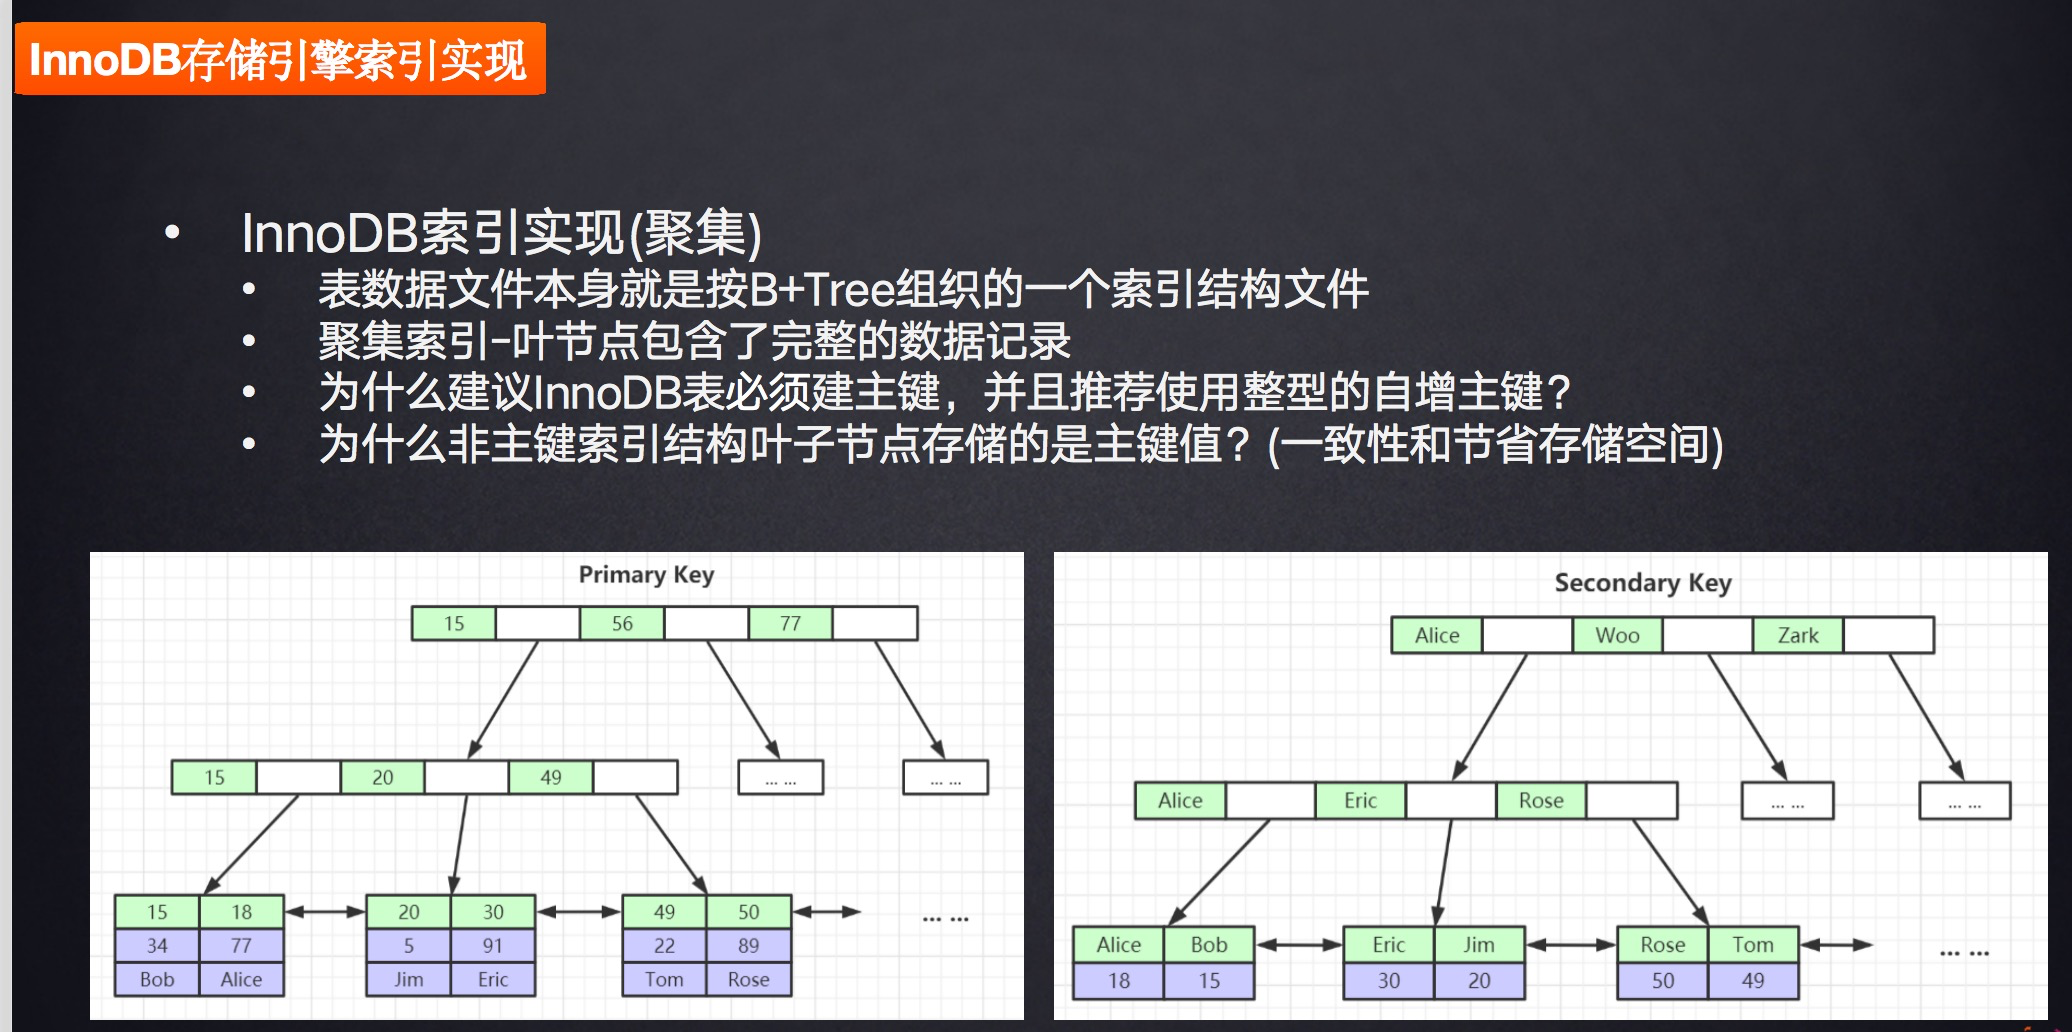 InnoDB存储引擎索引实现
• InnoDB索引实现(聚集)
• 表数据文件本身就是按B+Tree组织的一个索引结构文件
• 聚集索引-叶节点包含了完整的数据记录
• 为什么建议InnoDB表必须建主键，并且推荐使用整型的自增主键？
• 为什么非主键索引结构叶子节点存储的是主键值？(一致性和节省存储空间)
Primary Key
15 56 77
15 20 49 ... ... ... ...
15 18 20 30 49 50 ... ...
34 77 5 91 22 89
Bob Alice Jim Eric Tom Rose
Secondary Key
Alice Woo Zark
Alice Eric Rose ... ... ... ...
Alice Bob Eric Jim Rose Tom ... ...
18 15 30 20 50 49